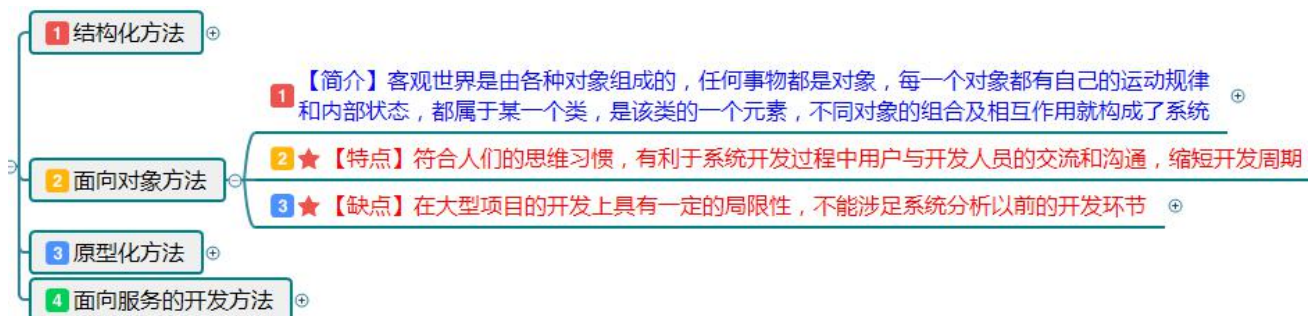 1 结构化方法
1 【简介】客观世界是由各种对象组成的，任何事物都是对象，每一个对象都有自己的运动规律
和内部状态，都属于某一个类，是该类的一个元素，不同对象的组合及相互作用就构成了系统
2 面向对象方法
2 【特点】符合人们的思维习惯，有利于系统开发过程中用户与开发人员的交流和沟通，缩短开发周期
3 【缺点】在大型项目的开发上具有一定的局限性，不能涉足系统分析以前的开发环节
3 原型化方法
4 面向服务的开发方法